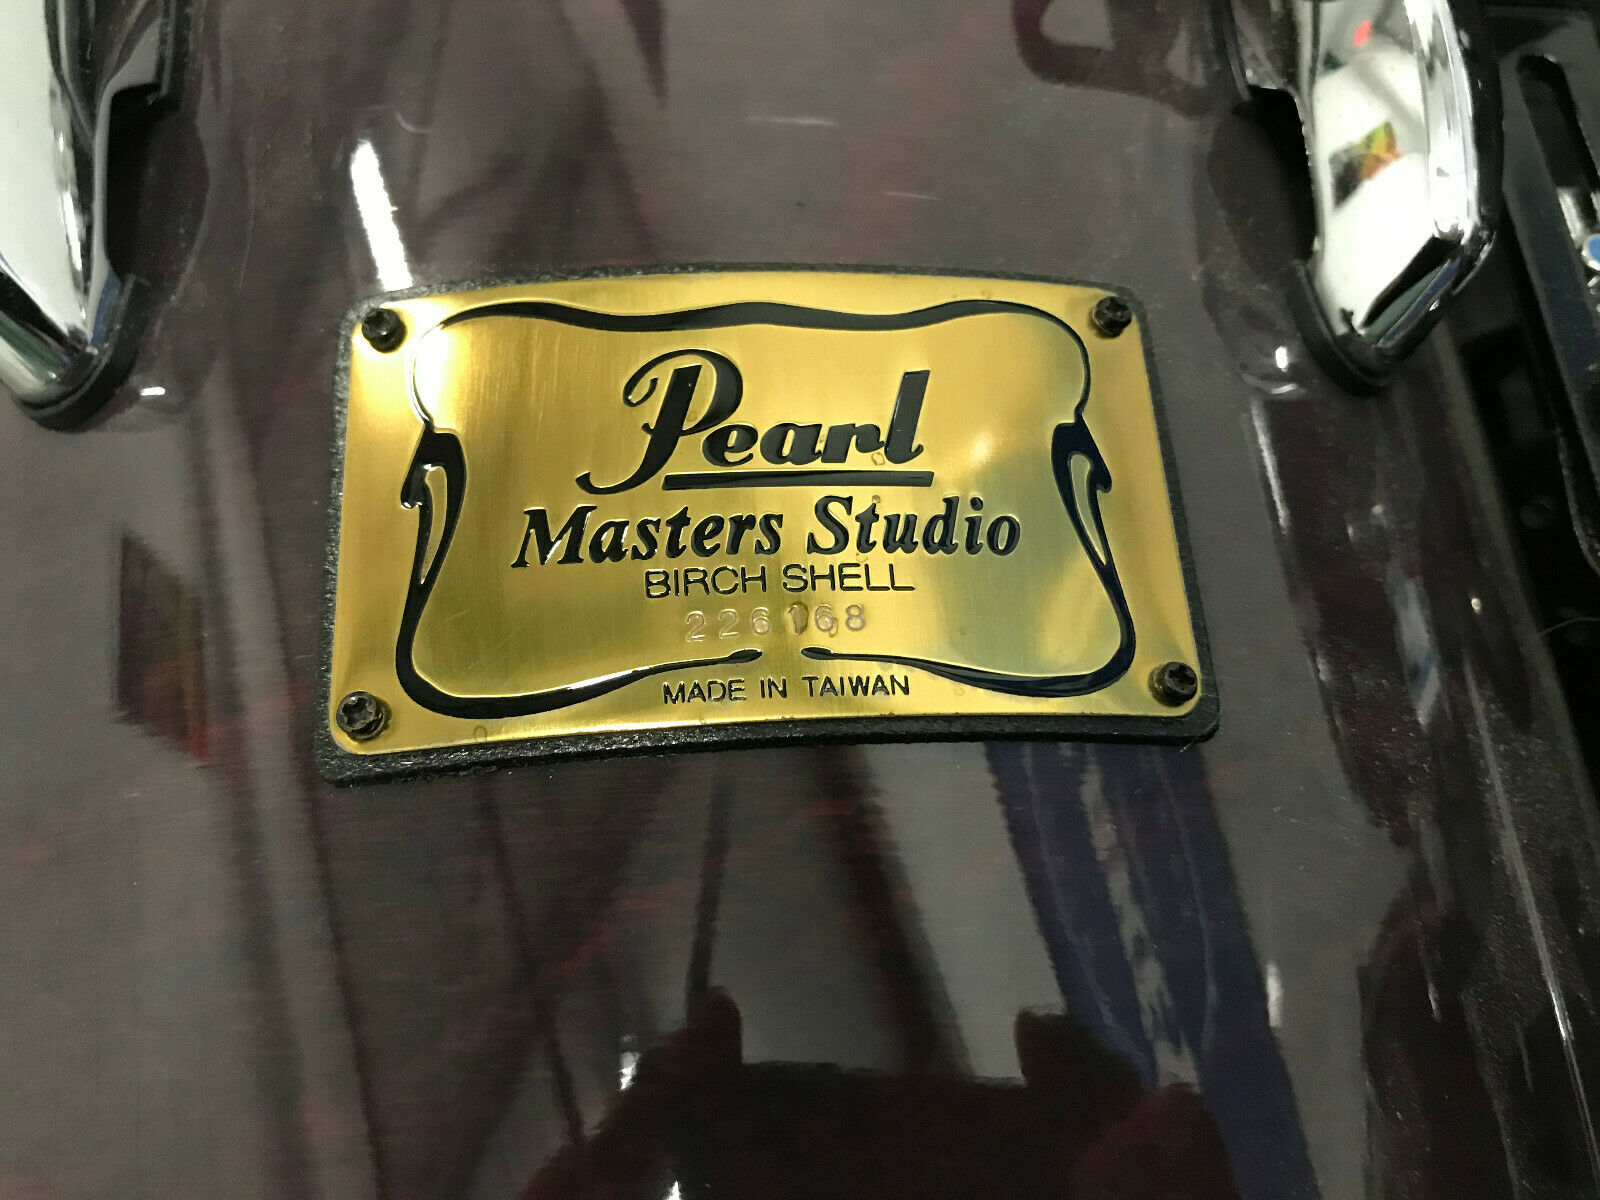 Pearl
Masters Studio
BIRCH SHELL
226168
MADE IN TAIWAN